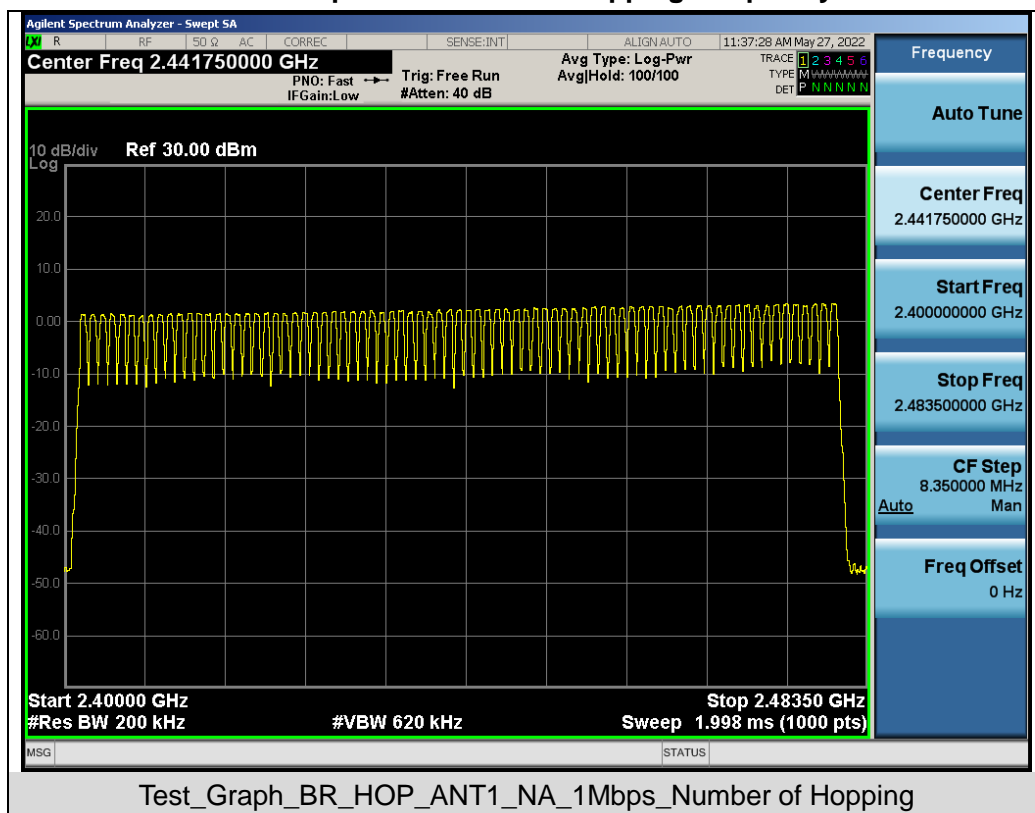 Agilent Spectrum Analyzer - Swept SA
LXI R RF 50 Ω AC CORREC SENSE:INT ALIGN AUTO 11:37:28 AM May 27, 2022
Center Freq 2.441750000 GHz
PNO: Fast
IFGain:Low
Trig: Free Run
#Atten: 40 dB
Avg Type: Log-Pwr
Avg|Hold: 100/100
TRACE 1 2 3 4 5 6
TYPE M
DET P N N N N N
10 dB/div Ref 30.00 dBm
Log
20.0
10.0
0.00
-10.0
-20.0
-30.0
-40.0
-50.0
-60.0
Start 2.40000 GHz Stop 2.48350 GHz
#Res BW 200 kHz #VBW 620 kHz Sweep 1.998 ms (1000 pts)
MSG STATUS
Frequency
Auto Tune
Center Freq
2.441750000 GHz
Start Freq
2.400000000 GHz
Stop Freq
2.483500000 GHz
CF Step
8.350000 MHz
Auto Man
Freq Offset
0 Hz
Test_Graph_BR_HOP_ANT1_NA_1Mbps_Number of Hopping